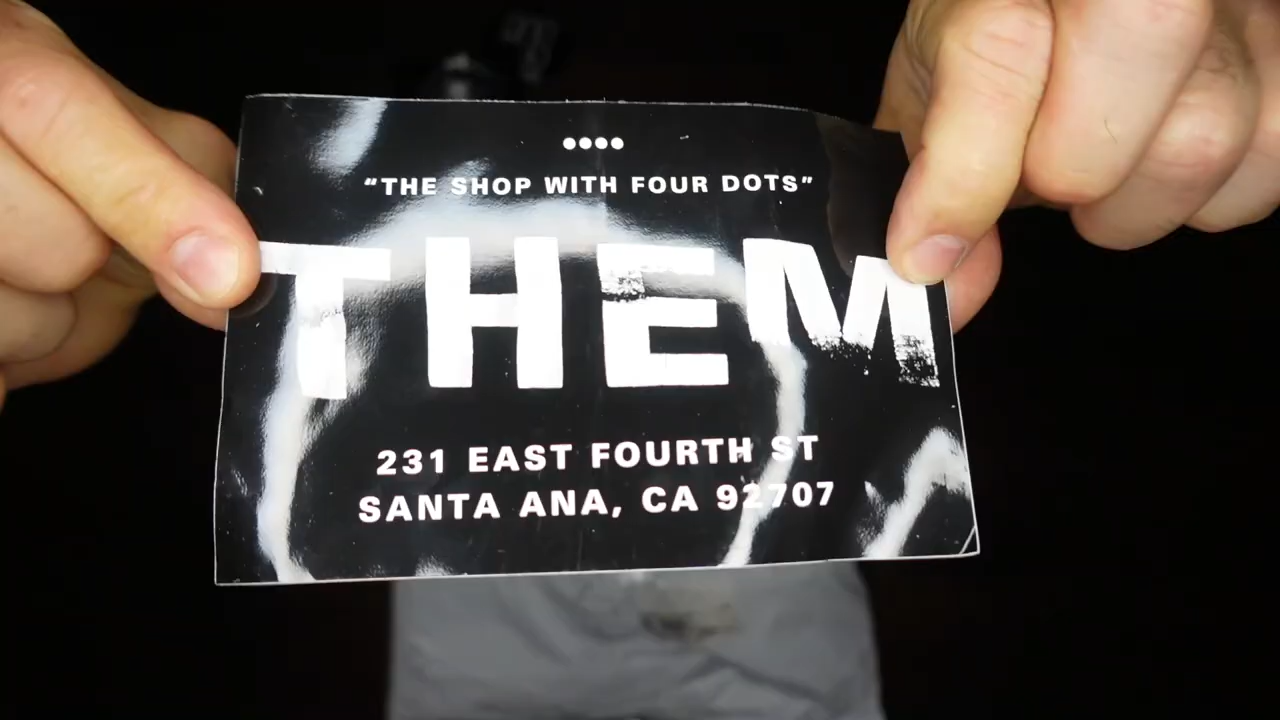 “THE SHOP WITH FOUR DOTS”
THEM
231 EAST FOURTH ST
SANTA ANA, CA 92707